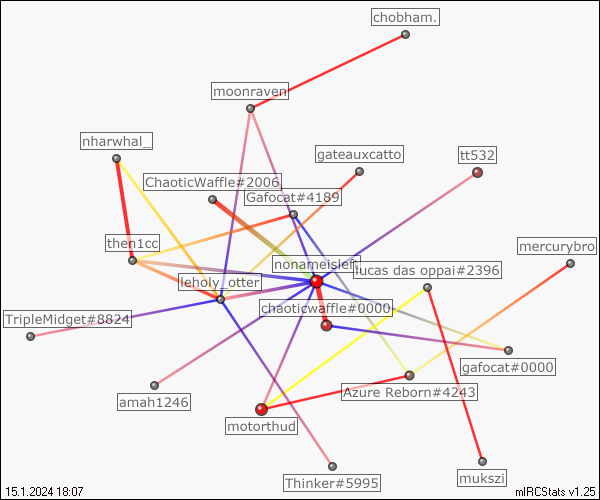 chobham.
moonraven
nharwhal_
gateauxcatto
tt532
ChaoticWaffle#2006
Gafocat#4189
then1cc
mercurybro
nonameisleft
lucas das oppai#2396
leholy_otter
chaoticwaffle#0000
TripleMidget#8824
gafocat#0000
Azure Reborn#4243
amah1246
motorthud
Thinker#5995
mukszi
15.1.2024 18:07
mIRCStats v1.25